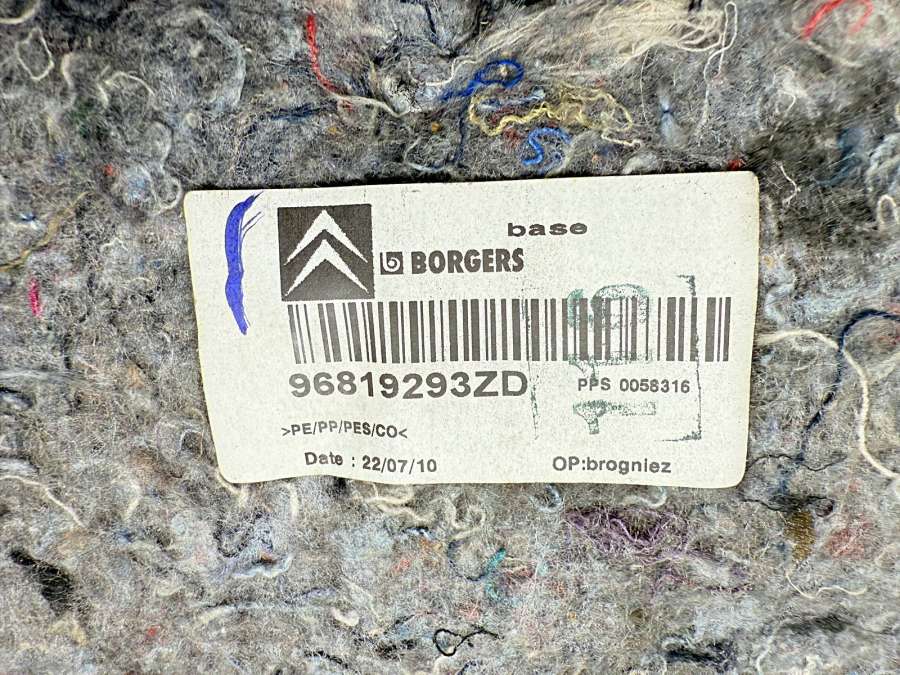 base
BORGERS
96819293ZD
PPS 0058316
>PE/PP/PES/CO<
Date : 22/07/10
OP:brogniez